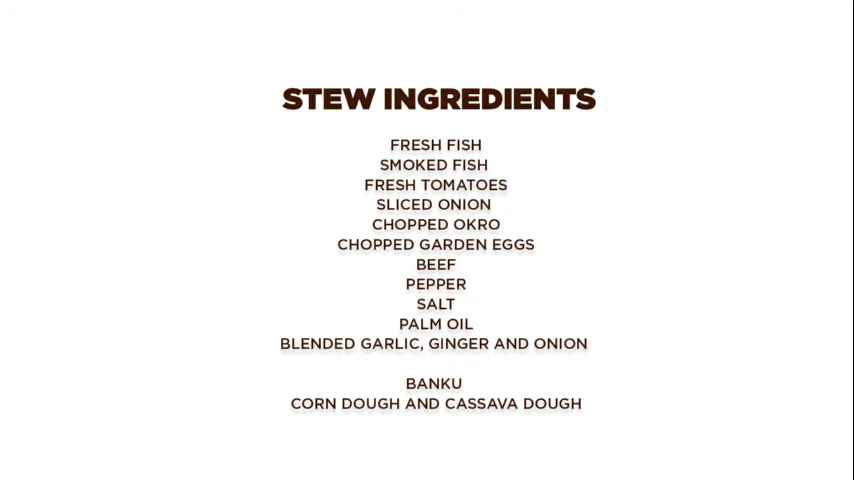 STEW INGREDIENTS
FRESH FISH
SMOKED FISH
FRESH TOMATOES
SLICED ONION
CHOPPED OKRO
CHOPPED GARDEN EGGS
BEEF
PEPPER
SALT
PALM OIL
BLENDED GARLIC, GINGER AND ONION
BANKU
CORN DOUGH AND CASSAVA DOUGH